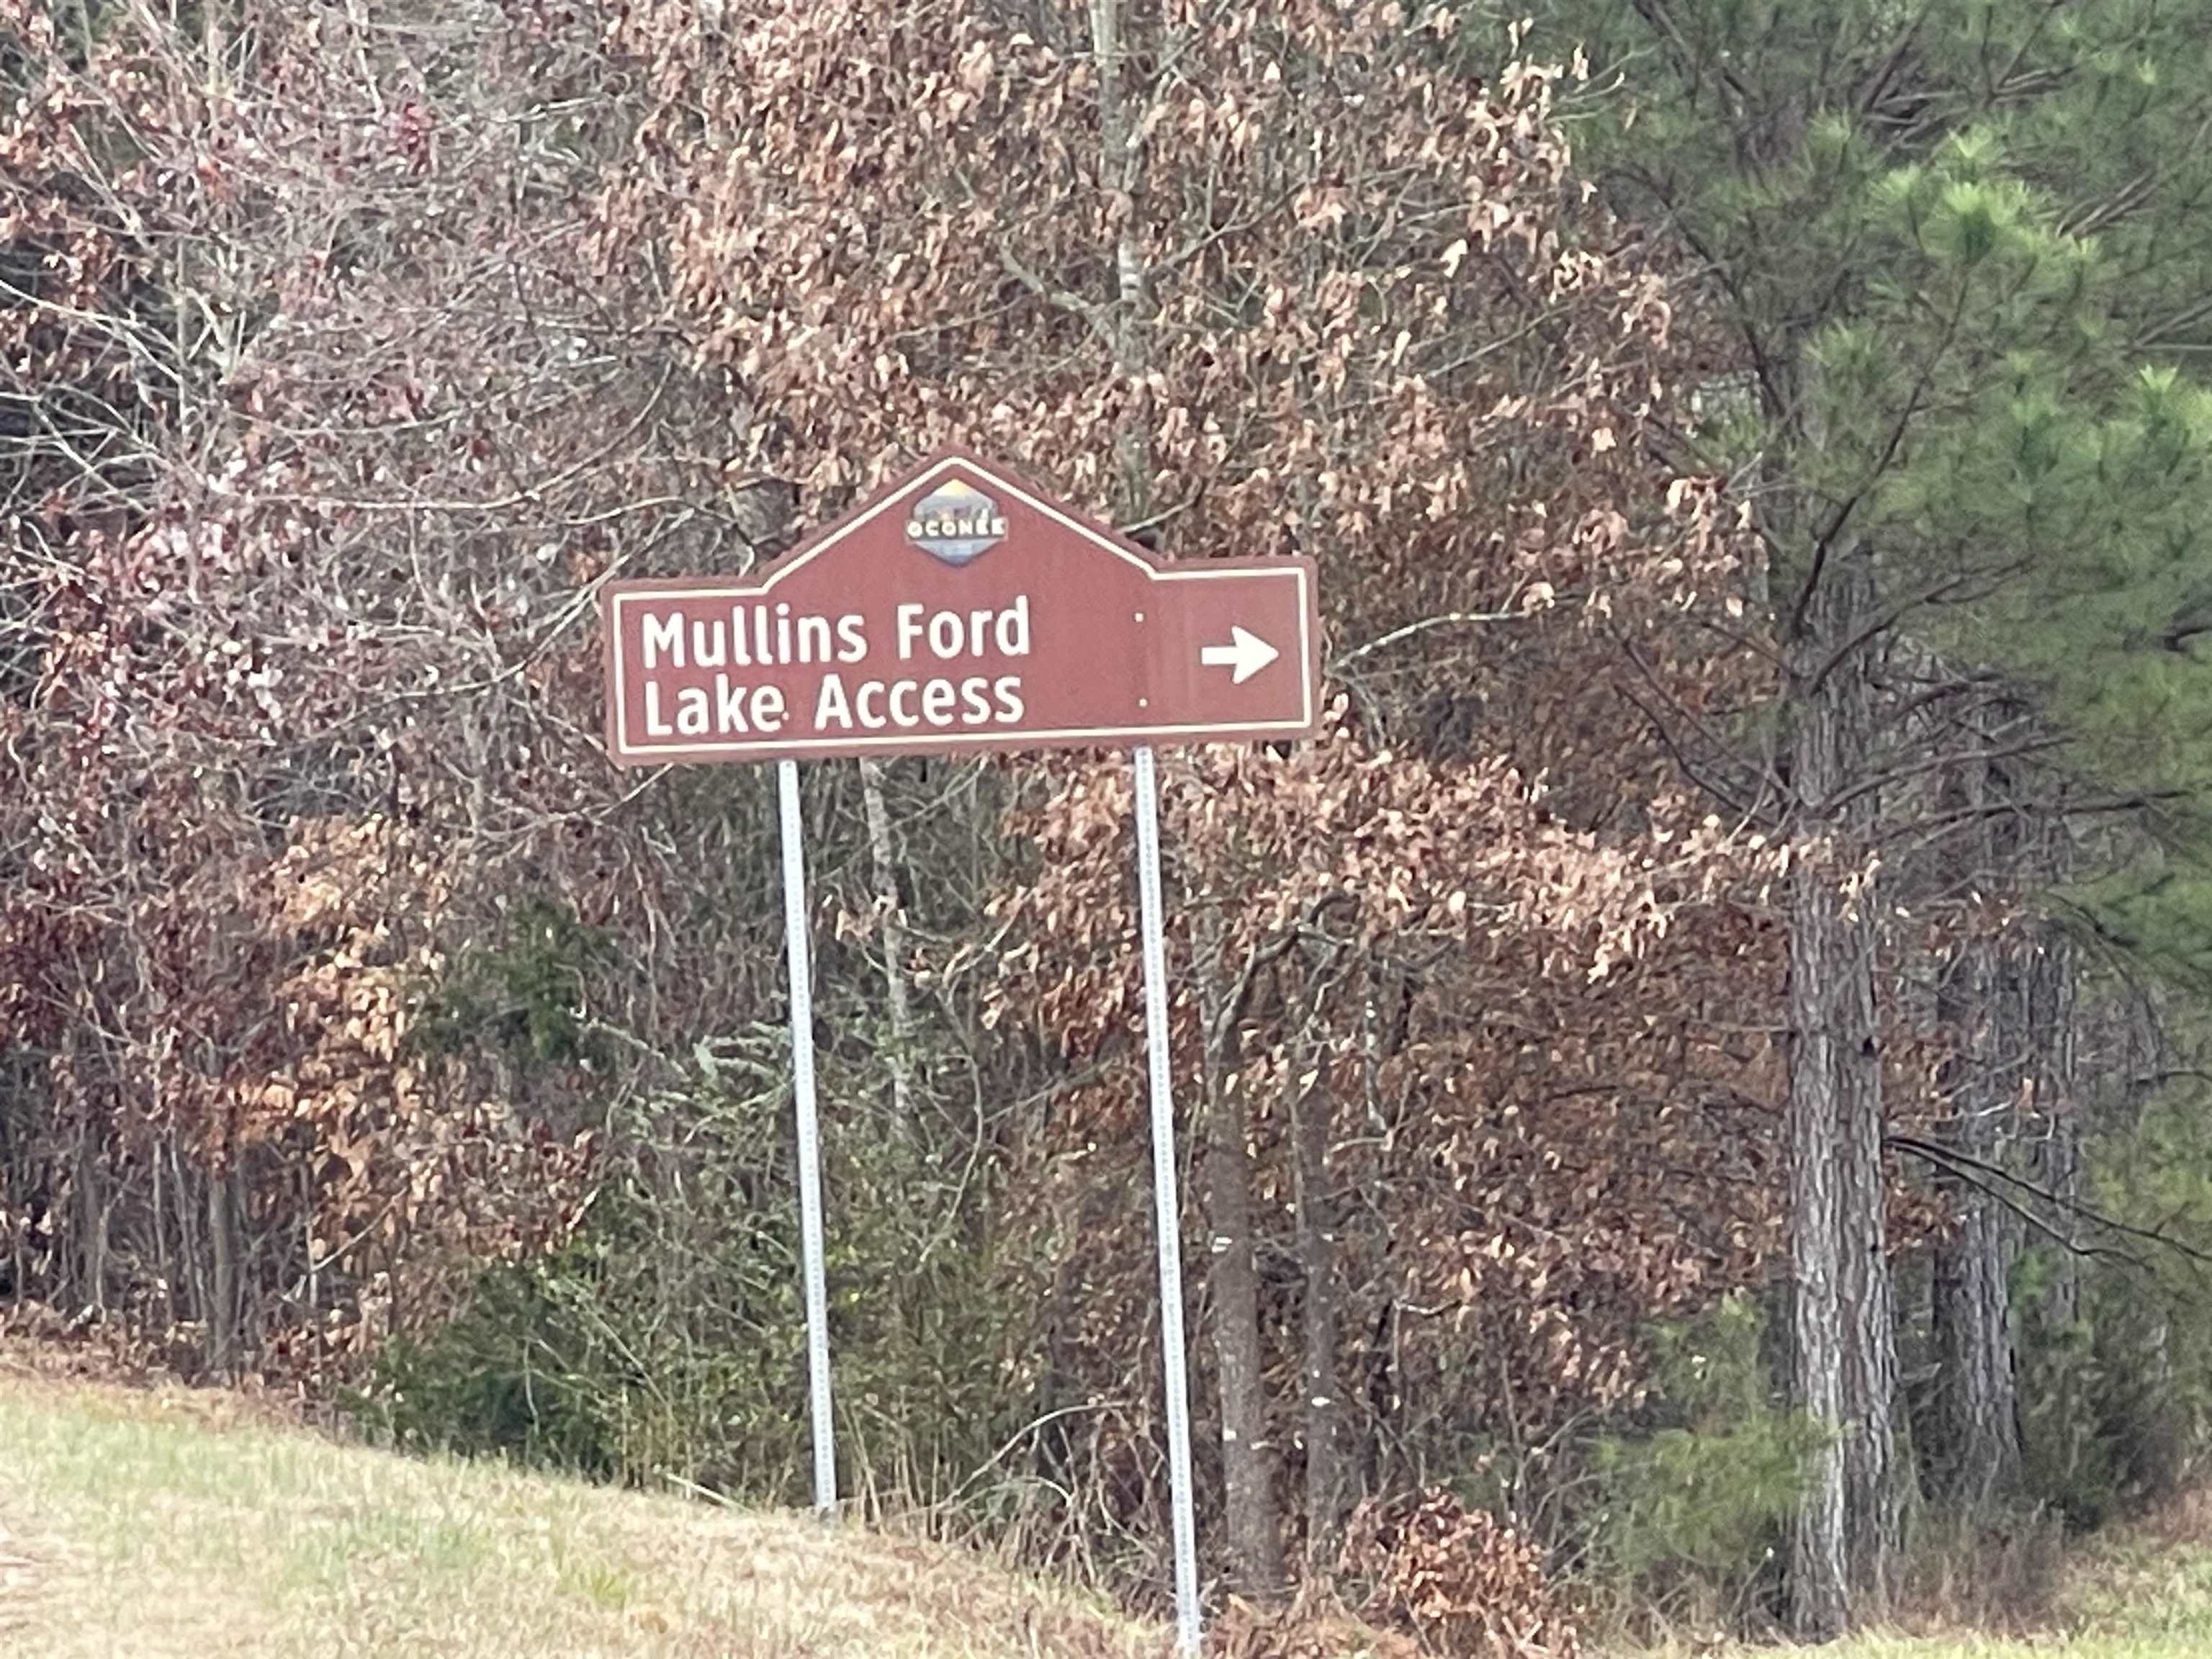 OCONEE
Mullins Ford
Lake Access